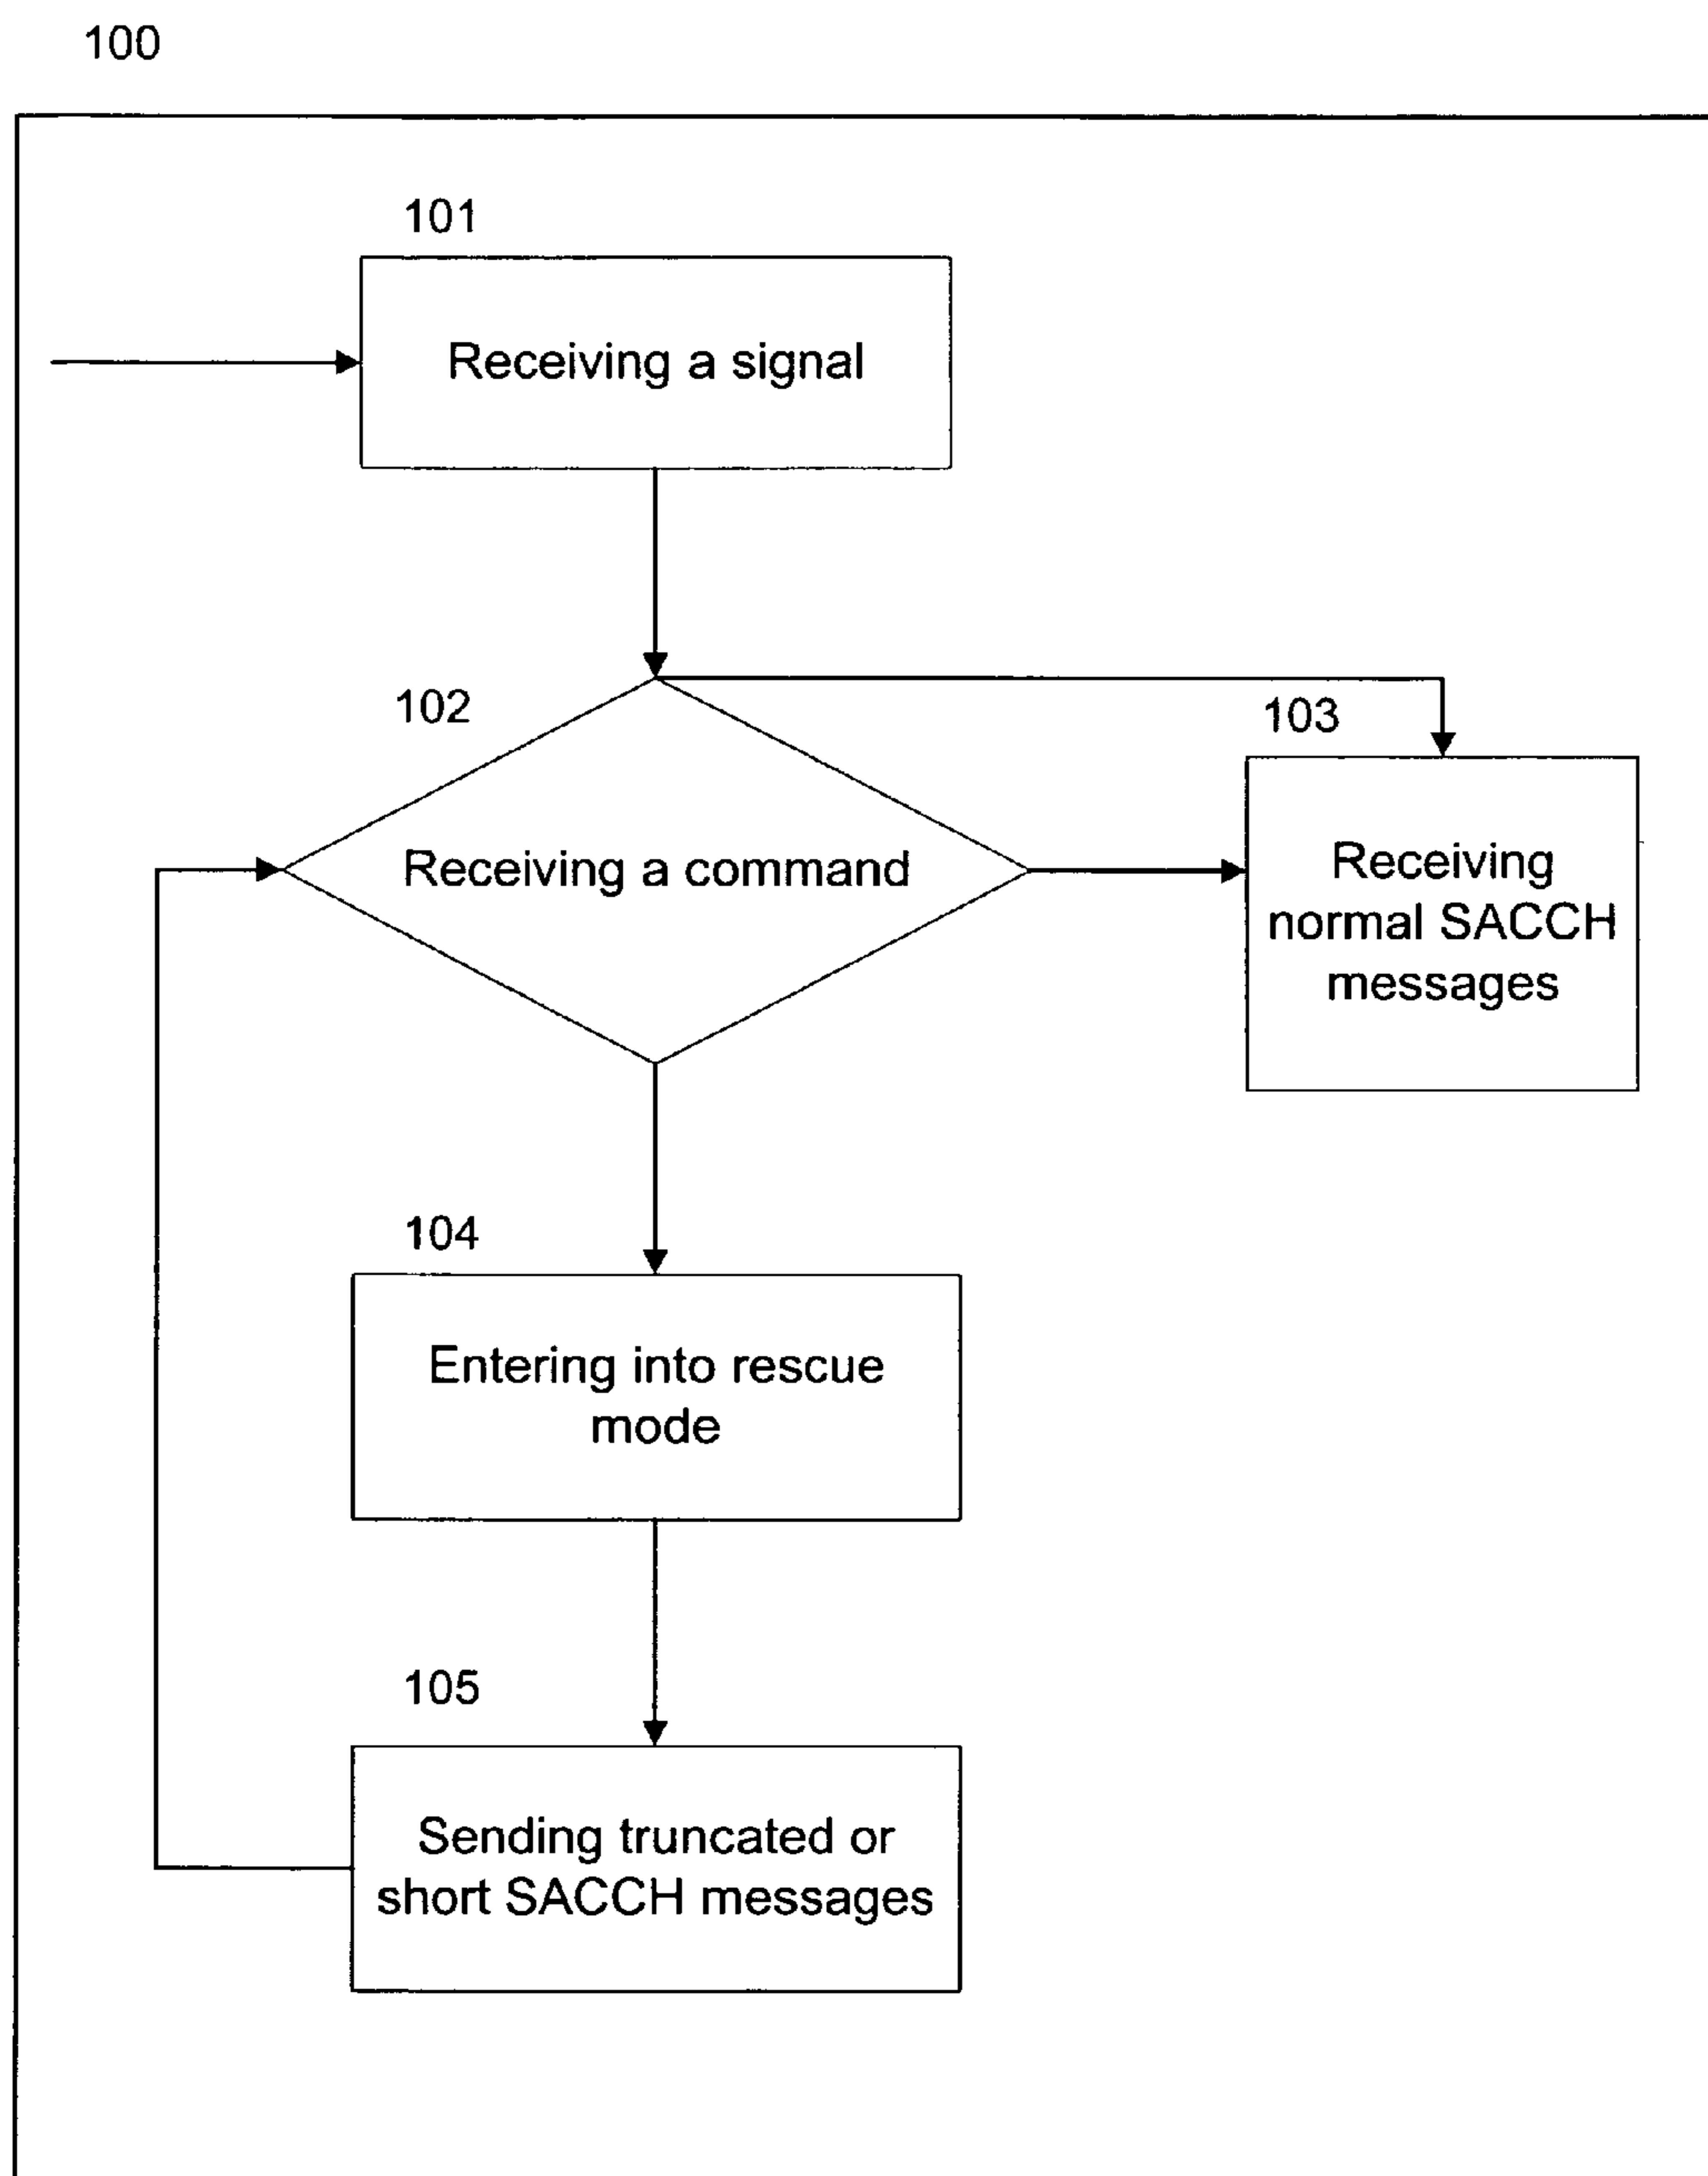 100
101
Receiving a signal
102
103
Receiving a command
Receiving
normal SACCH
messages
104
Entering into rescue
mode
105
Sending truncated or
short SACCH messages